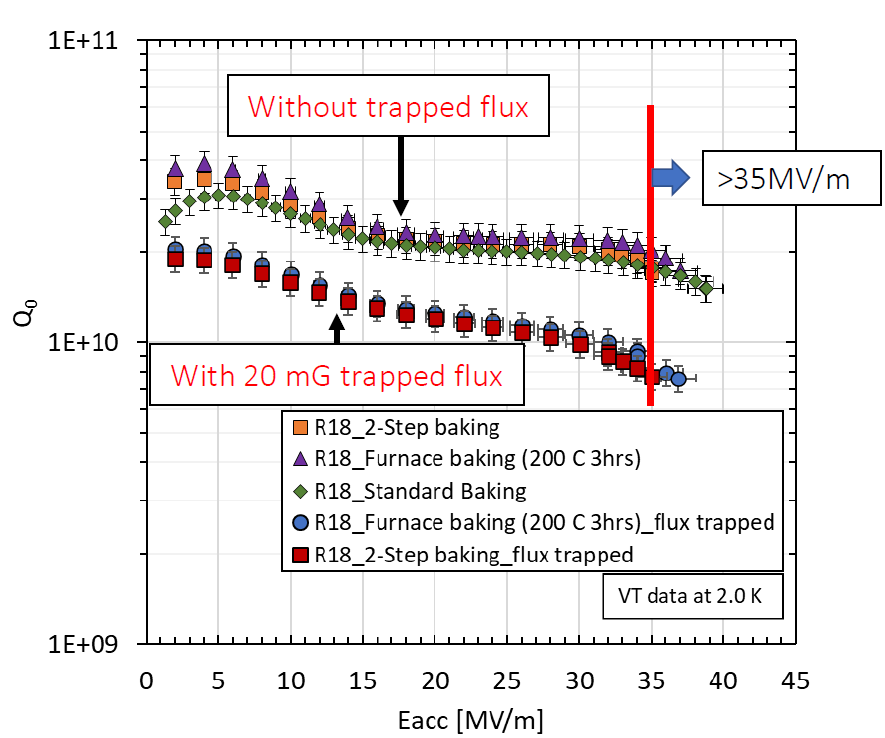 1E+11
Without trapped flux
>35MV/m
Q0
1E+10
With 20 mG trapped flux
R18_2-Step baking
R18_Furnace baking (200 C 3hrs)
R18_Standard Baking
R18_Furnace baking (200 C 3hrs)_flux trapped
R18_2-Step baking_flux trapped
VT data at 2.0 K
1E+09
0 5 10 15 20 25 30 35 40 45
Eacc [MV/m]